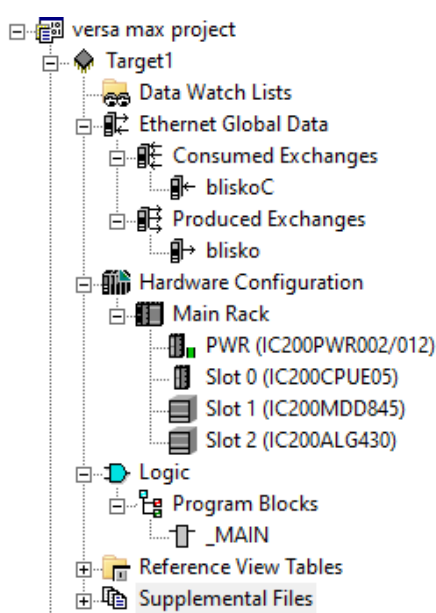 versa max project
Target1
Data Watch Lists
Ethernet Global Data
Consumed Exchanges
bliskoC
Produced Exchanges
blisko
Hardware Configuration
Main Rack
PWR (IC200PWR002/012)
Slot 0 (IC200CPUE05)
Slot 1 (IC200MDD845)
Slot 2 (IC200ALG430)
Logic
Program Blocks
_MAIN
Reference View Tables
Supplemental Files